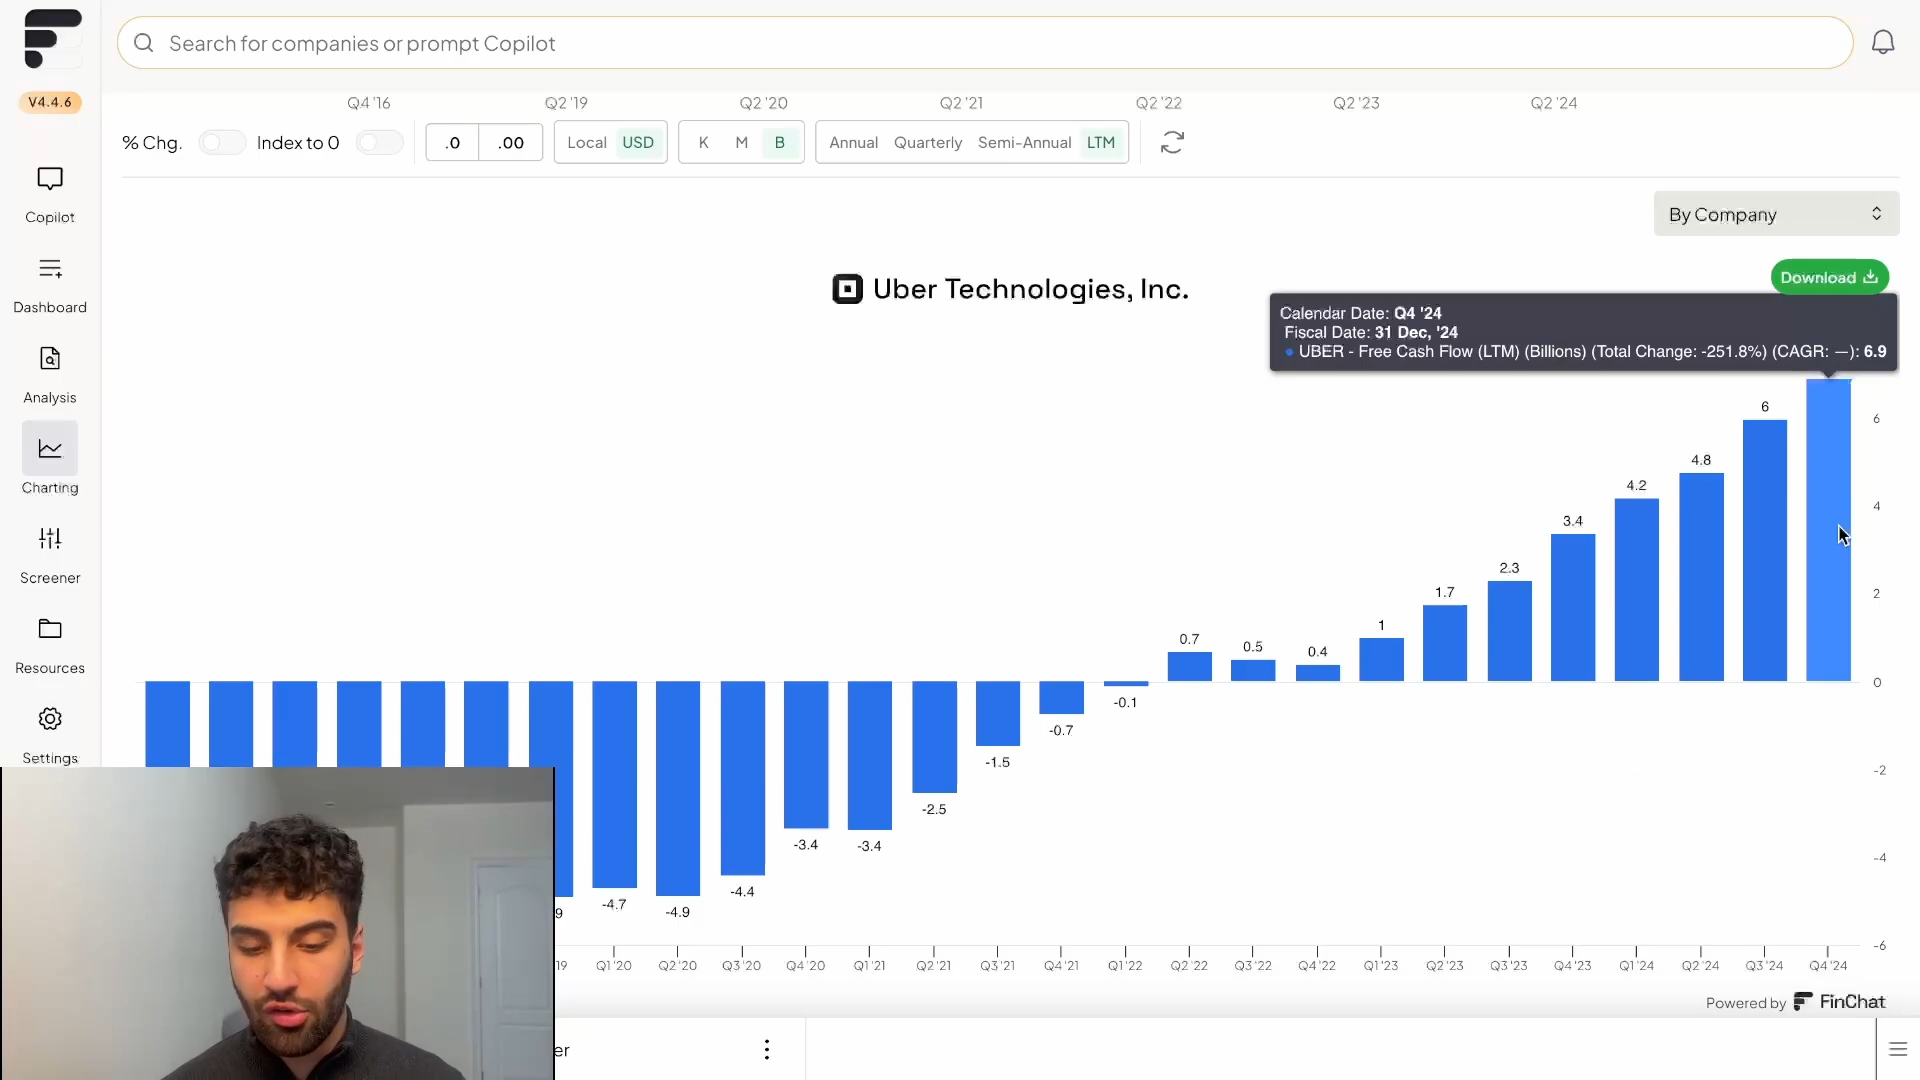 Search for companies or prompt Copilot
V4.4.6
Q4 '16 Q2 '19 Q2 '20 Q2 '21 Q2 '22 Q2 '23 Q2 '24
% Chg. Index to 0 .0 .00 Local USD K M B Annual Quarterly Semi-Annual LTM
Copilot
Dashboard
Analysis
Charting
Screener
Resources
Settings
By Company
Download
Uber Technologies, Inc.
Calendar Date: Q4 '24
Fiscal Date: 31 Dec, '24
UBER - Free Cash Flow (LTM) (Billions) (Total Change: -251.8%) (CAGR: —): 6.9
9 -4.7 -4.9 -4.4 -3.4 -3.4 -2.5 -1.5 -0.7 -0.1 0.7 0.5 0.4 1 1.7 2.3 3.4 4.2 4.8 6
6
4
2
0
-2
-4
-6
19 Q1 '20 Q2 '20 Q3 '20 Q4 '20 Q1 '21 Q2 '21 Q3 '21 Q4 '21 Q1 '22 Q2 '22 Q3 '22 Q4 '22 Q1 '23 Q2 '23 Q3 '23 Q4 '23 Q1 '24 Q2 '24 Q3 '24 Q4 '24
Powered by FinChat
er